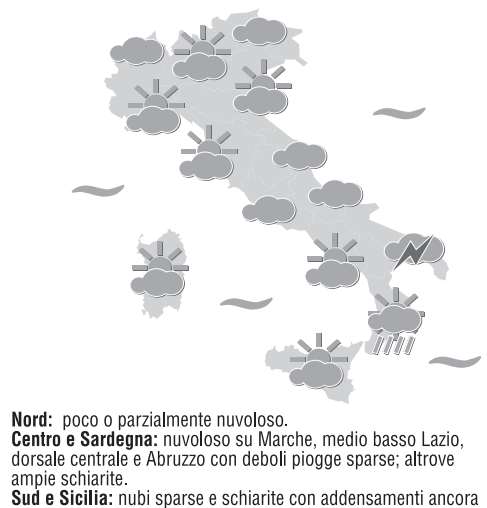 Nord: poco o parzialmente nuvoloso.
Centro e Sardegna: nuvoloso su Marche, medio basso Lazio,
dorsale centrale e Abruzzo con deboli piogge sparse; altrove
ampie schiarite.
Sud e Sicilia: nubi sparse e schiarite con addensamenti ancora